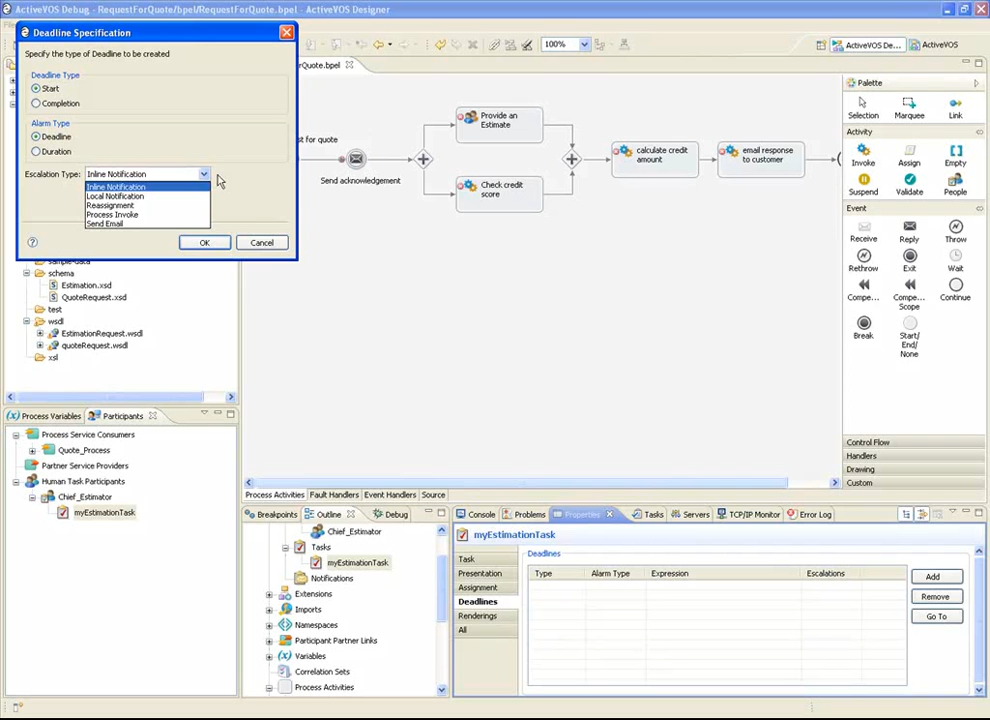 ActiveVOS Debug - RequestForQuote/bpel/RequestForQuote.bpel - ActiveVOS Designer
Deadline Specification
Specify the type of Deadline to be created
Deadline Type
Start
Completion
Alarm Type
Deadline
Duration
Escalation Type:
Inline Notification
Inline Notification
Local Notification
Reassignment
Process Invoke
Send Email
OK
Cancel
100%
ActiveVOS De...
ActiveVOS
Quote.bpel
st for quote
Send acknowledgement
Provide an
Estimate
Check credit
score
calculate credit
amount
email response
to customer
Palette
Selection
Marquee
Link
Activity
Invoke
Assign
Empty
Suspend
Validate
People
Event
Receive
Reply
Throw
Rethrow
Exit
Wait
Compe...
Compe...
Scope
Continue
Break
Start/
End/
None
Control Flow
Handlers
Drawing
Custom
sample-data
schema
Estimation.xsd
QuoteRequest.xsd
test
wsdl
EstimationRequest.wsdl
quoteRequest.wsdl
xsl
Process Variables
Participants
Process Service Consumers
Quote_Process
Partner Service Providers
Human Task Participants
Chief_Estimator
myEstimationTask
Process Activities
Fault Handlers
Event Handlers
Source
Breakpoints
Outline
Debug
Chief_Estimator
Tasks
myEstimationTask
Notifications
Extensions
Imports
Namespaces
Participant Partner Links
Variables
Correlation Sets
Process Activities
Console
Problems
Properties
Tasks
Servers
TCP/IP Monitor
Error Log
myEstimationTask
Task
Presentation
Assignment
Deadlines
Renderings
All
Deadlines
Type
Alarm Type
Expression
Escalations
Add
Remove
Go To